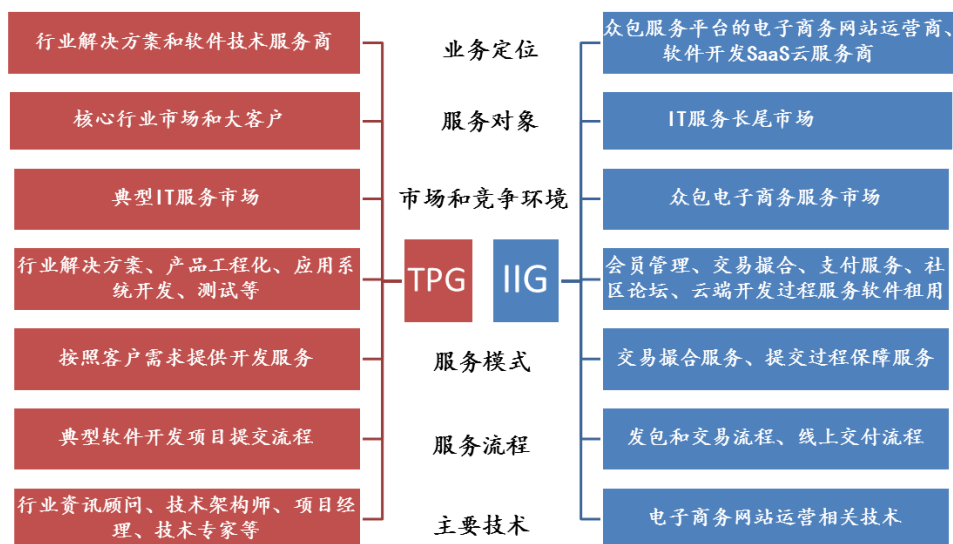 行业解决方案和软件技术服务商
业务定位
众包服务平台的电子商务网站运营商、
软件开发SaaS云服务商
核心行业市场和大客户
服务对象
IT服务长尾市场
典型IT服务市场
市场和竞争环境
众包电子商务服务市场
行业解决方案、产品工程化、应用系
统开发、测试等
TPG
IIG
会员管理、交易撮合、支付服务、社
区论坛、云端开发过程服务软件租用
按照客户需求提供开发服务
服务模式
交易撮合服务、提交过程保障服务
典型软件开发项目提交流程
服务流程
发包和交易流程、线上交付流程
行业资讯顾问、技术架构师、项目经
理、技术专家等
主要技术
电子商务网站运营相关技术